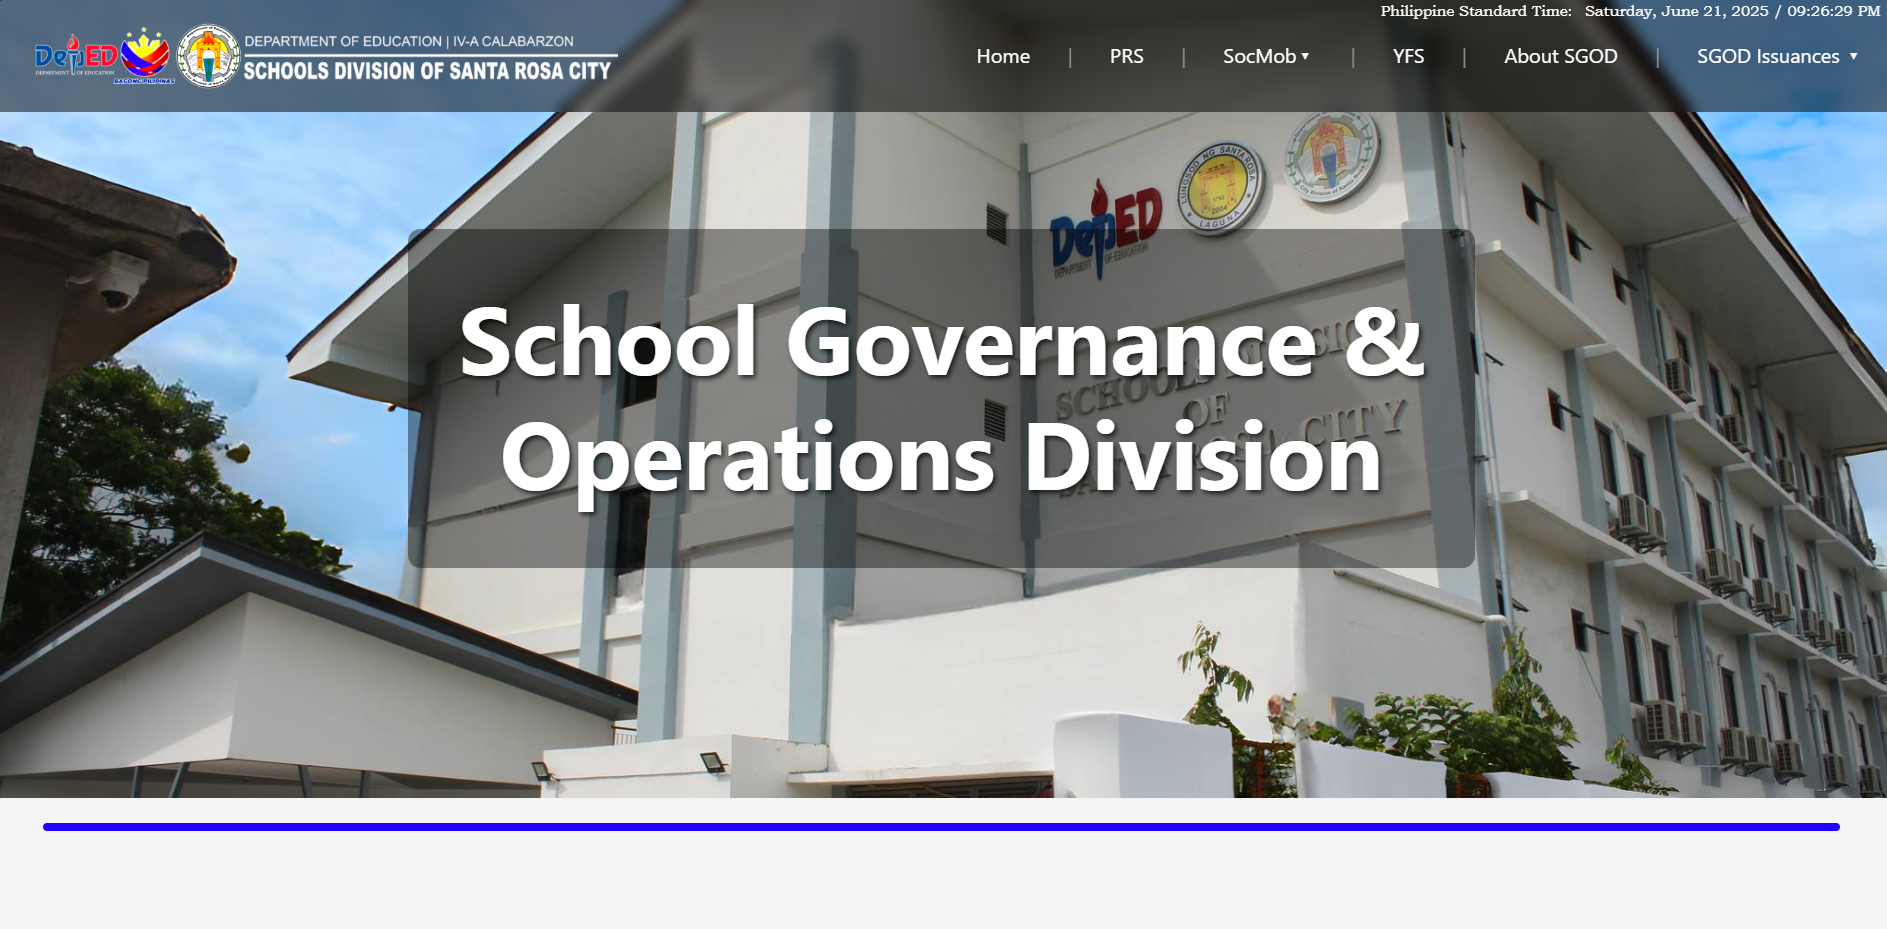 Philippine Standard Time: Saturday, June 21, 2025 / 09:26:29 PM
DepED
DEPARTMENT OF EDUCATION
BAGONG PILIPINAS
DEPARTMENT OF EDUCATION | IV-A CALABARZON
SCHOOLS DIVISION OF SANTA ROSA CITY
Home | PRS | SocMob ▾ | YFS | About SGOD | SGOD Issuances ▾
LUNGSOD NG SANTA ROSA
1792
2004
LAGUNA
City Division of Santa Rosa
DepED
DEPARTMENT OF EDUCATION
School Governance &
Operations Division
SCHOOLS DIVISION
OF
SANTA ROSA CITY